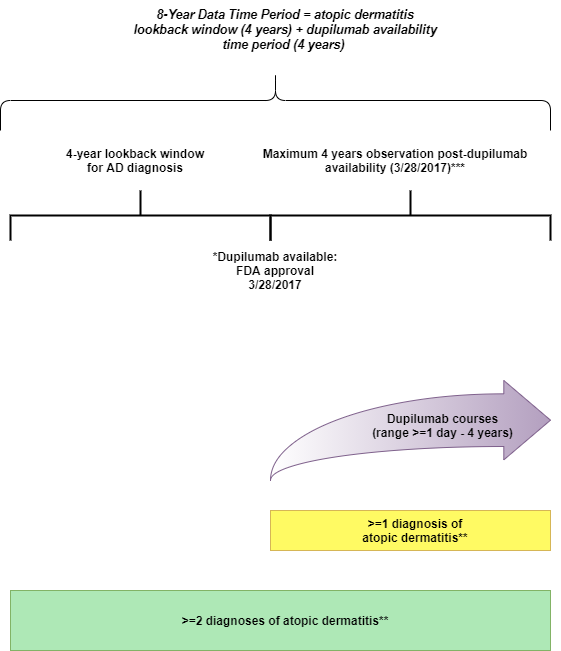 8-Year Data Time Period = atopic dermatitis
lookback window (4 years) + dupilumab availability
time period (4 years)
4-year lookback window
for AD diagnosis
Maximum 4 years observation post-dupilumab
availability (3/28/2017)***
*Dupilumab available:
FDA approval
3/28/2017
Dupilumab courses
(range >=1 day - 4 years)
>=1 diagnosis of
atopic dermatitis**
>=2 diagnoses of atopic dermatitis**